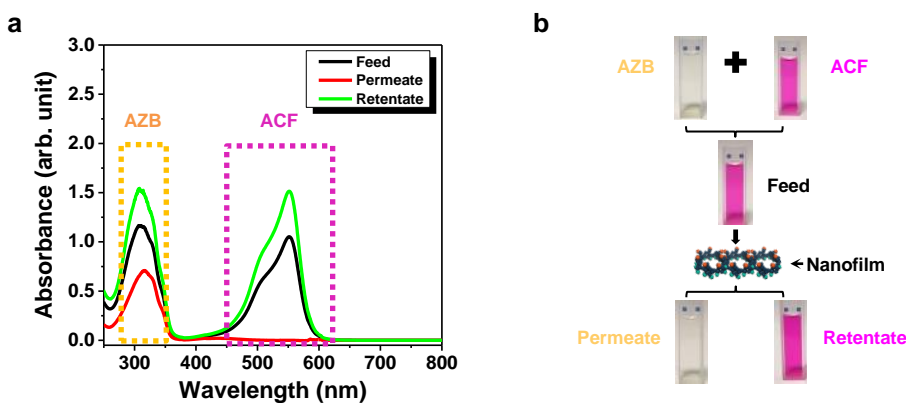 a
3.0
2.5
2.0
1.5
1.0
0.5
0.0
Absorbance (arb. unit)
Feed
Permeate
Retentate
AZB
ACF
300 400 500 600 700 800
Wavelength (nm)
b
AZB + ACF
Feed
Nanofilm
Permeate
Retentate